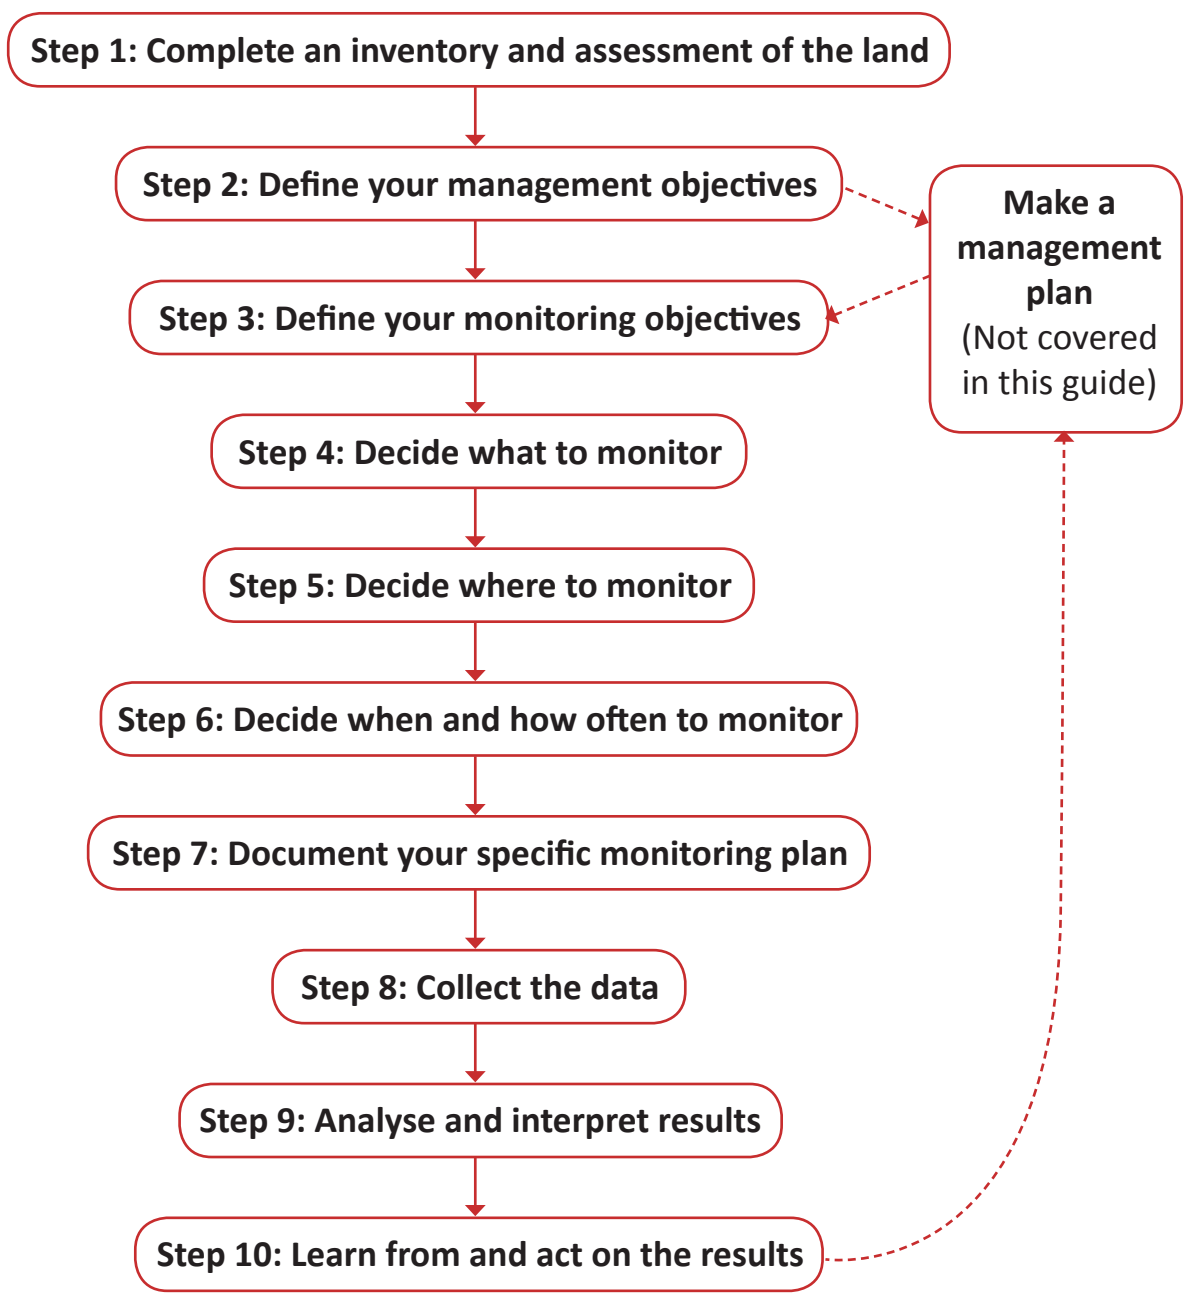 Step 1: Complete an inventory and assessment of the land
Step 2: Define your management objectives
Make a
management
plan
(Not covered
in this guide)
Step 3: Define your monitoring objectives
Step 4: Decide what to monitor
Step 5: Decide where to monitor
Step 6: Decide when and how often to monitor
Step 7: Document your specific monitoring plan
Step 8: Collect the data
Step 9: Analyse and interpret results
Step 10: Learn from and act on the results